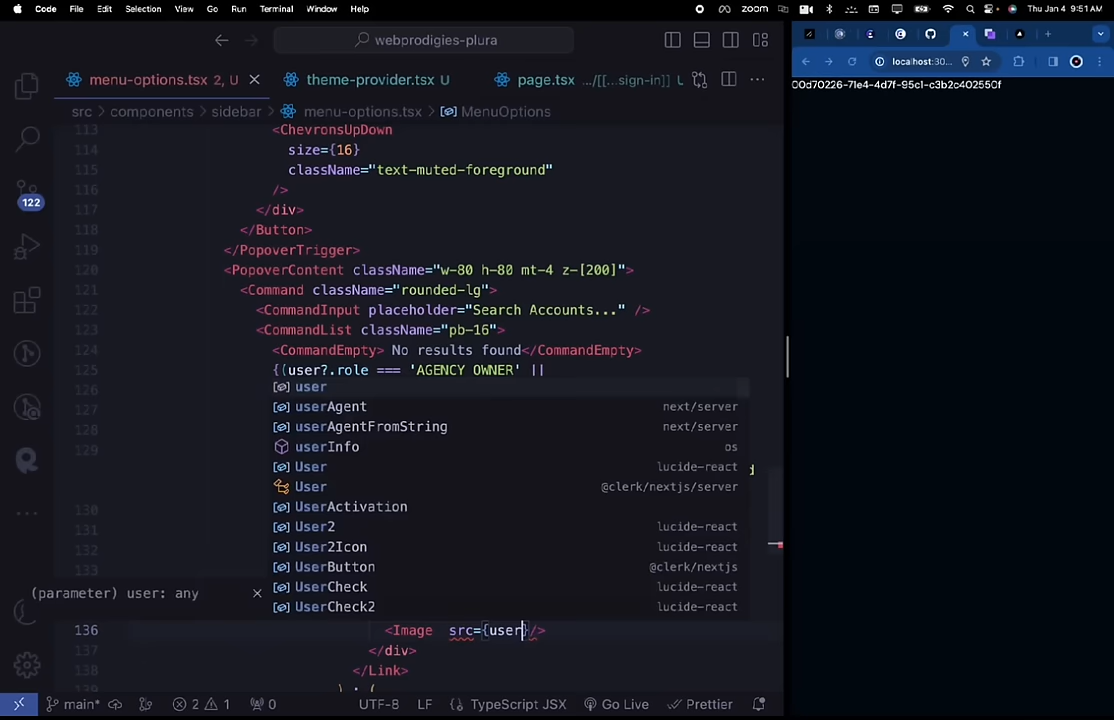 Code File Edit Selection View Go Run Terminal Window Help zoom Thu Jan 4 9:51 AM
webprodigies-plura
menu-options.tsx 2, U theme-provider.tsx U page.tsx .../[[...sign-in]] U
src > components > sidebar > menu-options.tsx > MenuOptions
localhost:30...
00d70226-71e4-4d7f-95c1-c3b2c402550f
113 <ChevronsUpDown
114 size={16}
115 className="text-muted-foreground"
116 />
117 </div>
118 </Button>
119 </PopoverTrigger>
120 <PopoverContent className="w-80 h-80 mt-4 z-[200]">
121 <Command className="rounded-lg">
122 <CommandInput placeholder="Search Accounts..." />
123 <CommandList className="pb-16">
124 <CommandEmpty> No results found</CommandEmpty>
125 {(user?.role === 'AGENCY_OWNER' ||
126 user
127 userAgent next/server
128 userAgentFromString next/server
129 userInfo os
User lucide-react
User @clerk/nextjs/server
130 UserActivation
131 User2 lucide-react
132 User2Icon lucide-react
133 UserButton @clerk/nextjs
UserCheck lucide-react
UserCheck2 lucide-react
(parameter) user: any
136 <Image src={user}/>
137 </div>
138 </Link>
139 ) : (
122
main* 2 1 0 UTF-8 LF TypeScript JSX Go Live Prettier